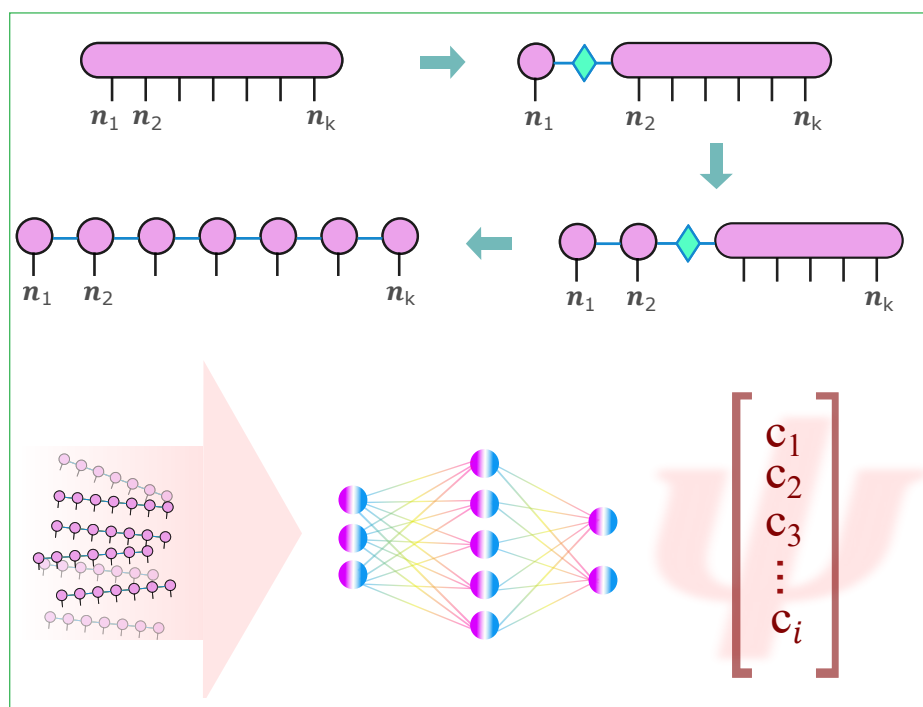 n₁ n₂ nₖ
n₁ n₂ nₖ
n₁ n₂ nₖ
n₁ n₂ nₖ
ψ
c₁
c₂
c₃
...
cᵢ